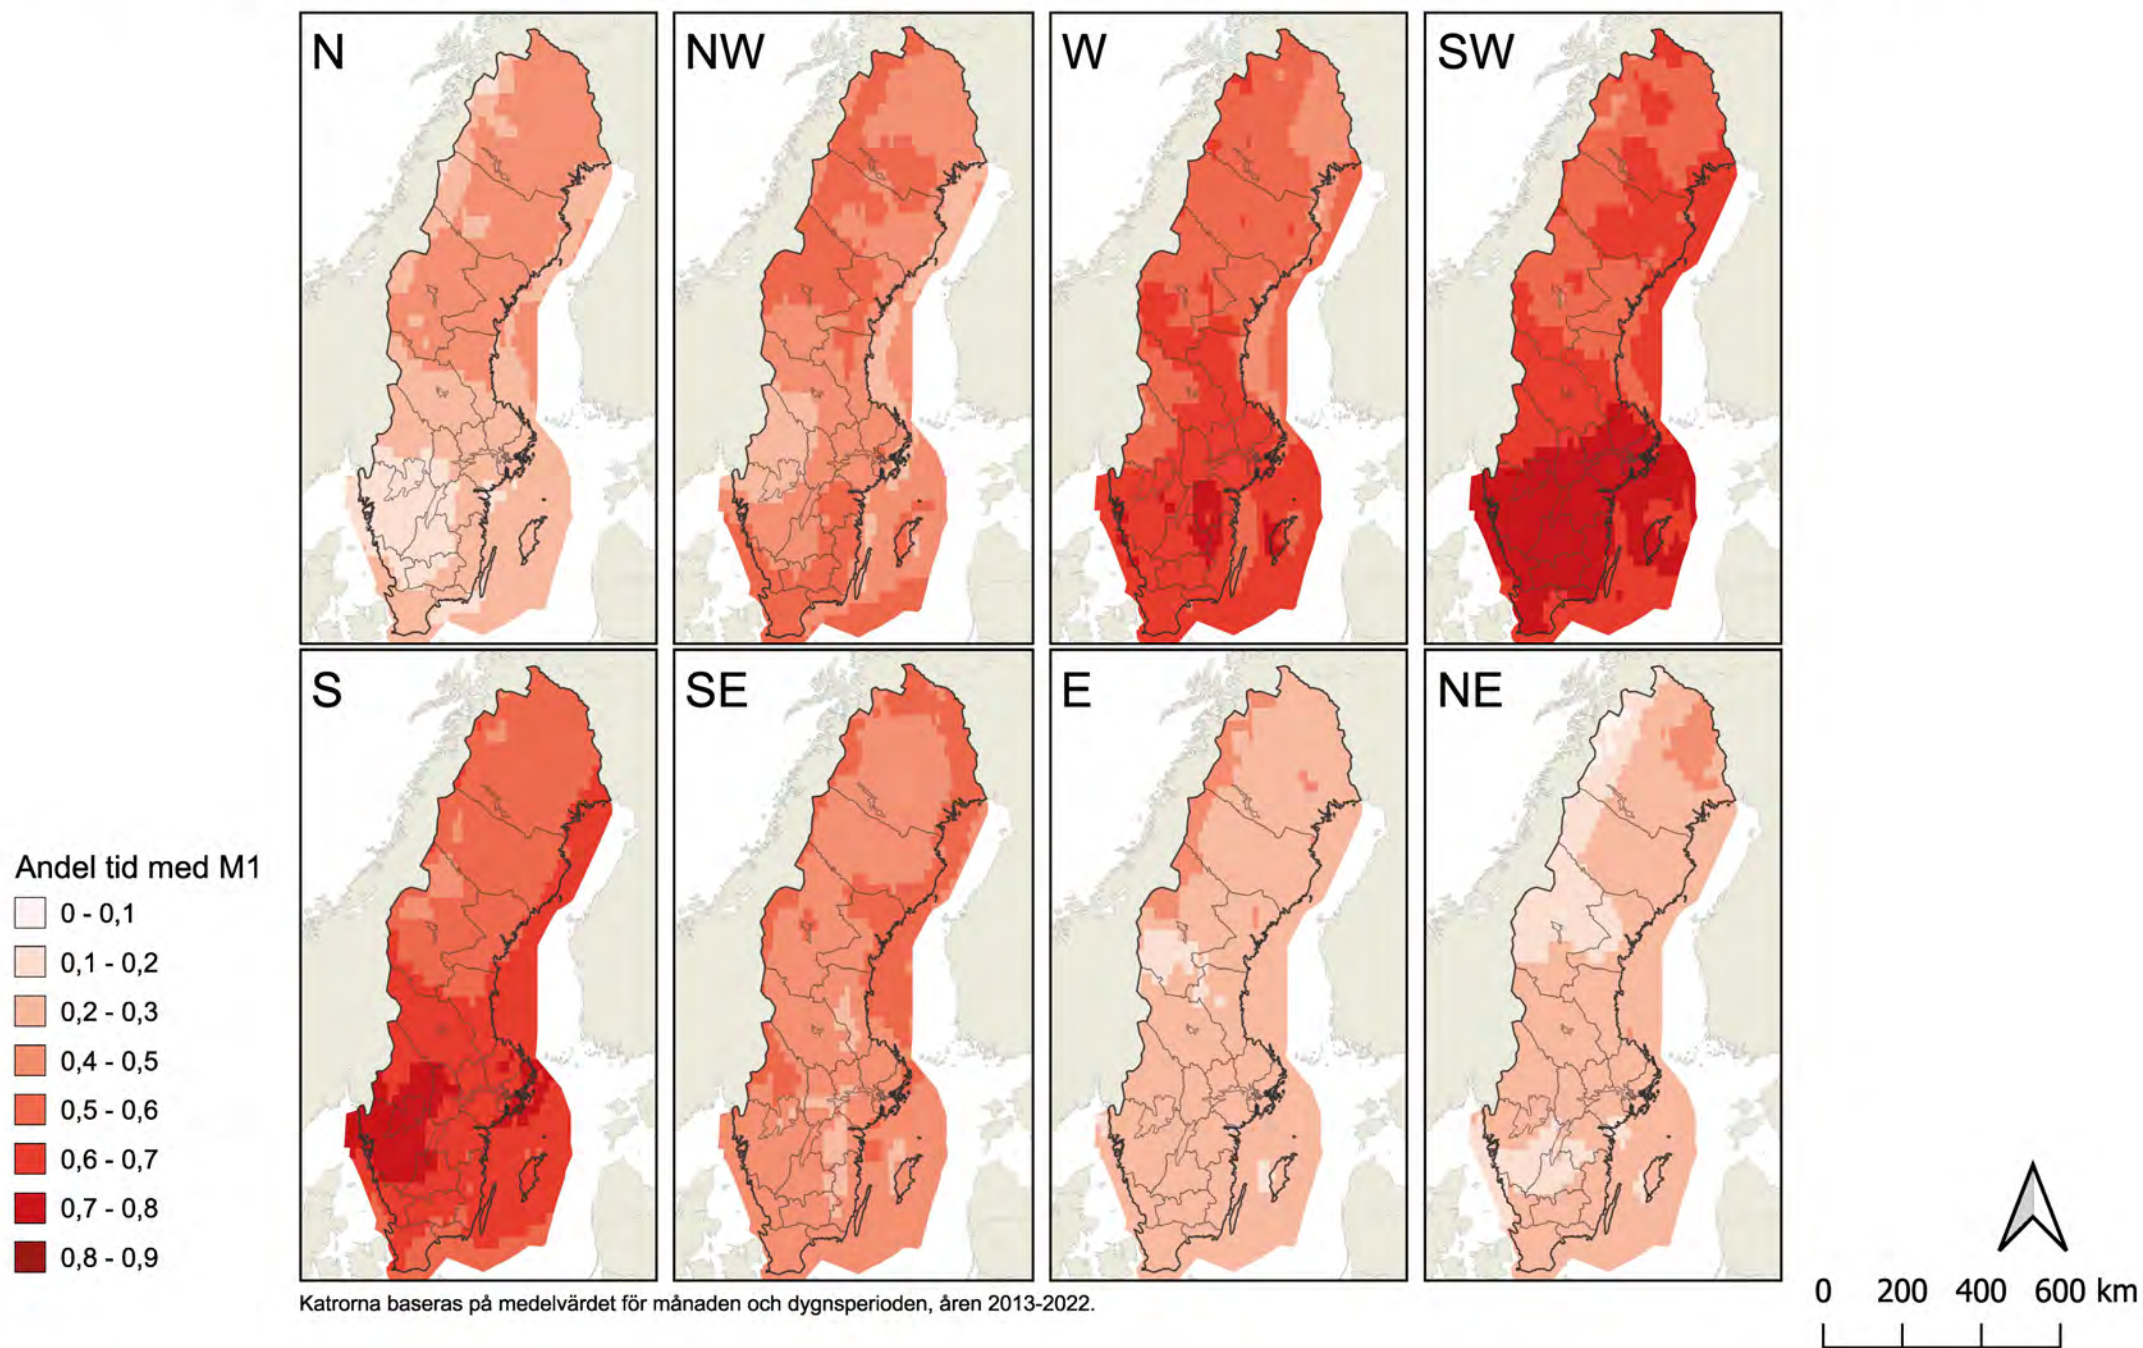 N
NW
W
SW
S
SE
E
NE
Andel tid med M1
0 - 0,1
0,1 - 0,2
0,2 - 0,3
0,4 - 0,5
0,5 - 0,6
0,6 - 0,7
0,7 - 0,8
0,8 - 0,9
Katrorna baseras på medelvärdet för månaden och dygnsperioden, åren 2013-2022.
0 200 400 600 km